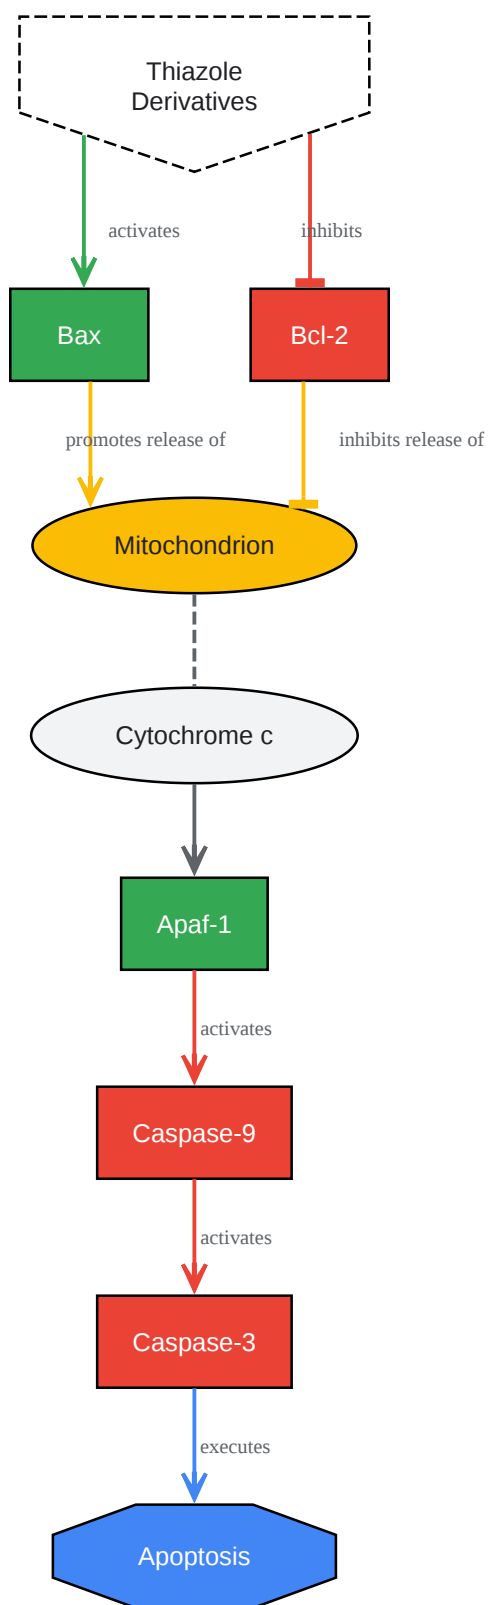 Thiazole
Derivatives
activates
inhibits
Bax
Bcl-2
promotes release of
inhibits release of
Mitochondrion
Cytochrome c
Apaf-1
activates
Caspase-9
activates
Caspase-3
executes
Apoptosis